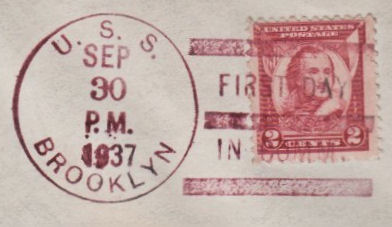 U. S. S.
SEP
30
P.M.
1937
BROOKLYN
FIRST DAY
IN
UNITED STATES
POSTAGE
2 CENTS 2